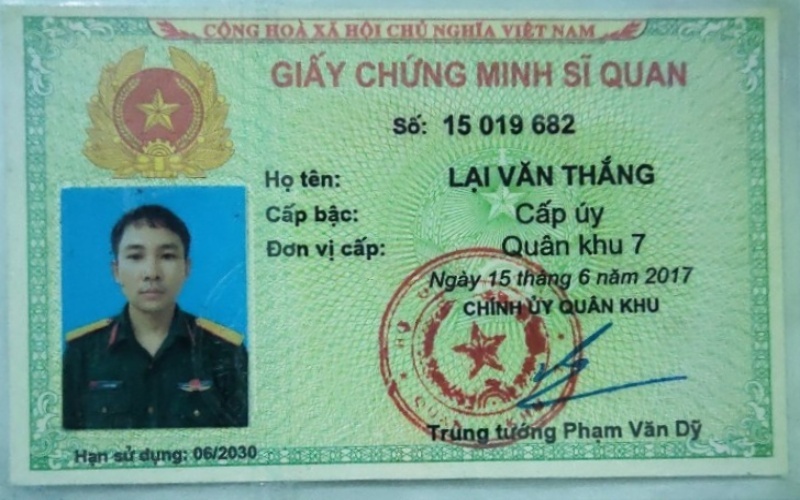 CỘNG HOÀ XÃ HỘI CHỦ NGHĨA VIỆT NAM
GIẤY CHỨNG MINH SĨ QUAN
Số: 15 019 682
Họ tên: LẠI VĂN THẮNG
Cấp bậc: Cấp úy
Đơn vị cấp: Quân khu 7
Ngày 15 tháng 6 năm 2017
CHÍNH ỦY QUÂN KHU
Trung tướng Phạm Văn Dỹ
Hạn sử dụng: 06/2030